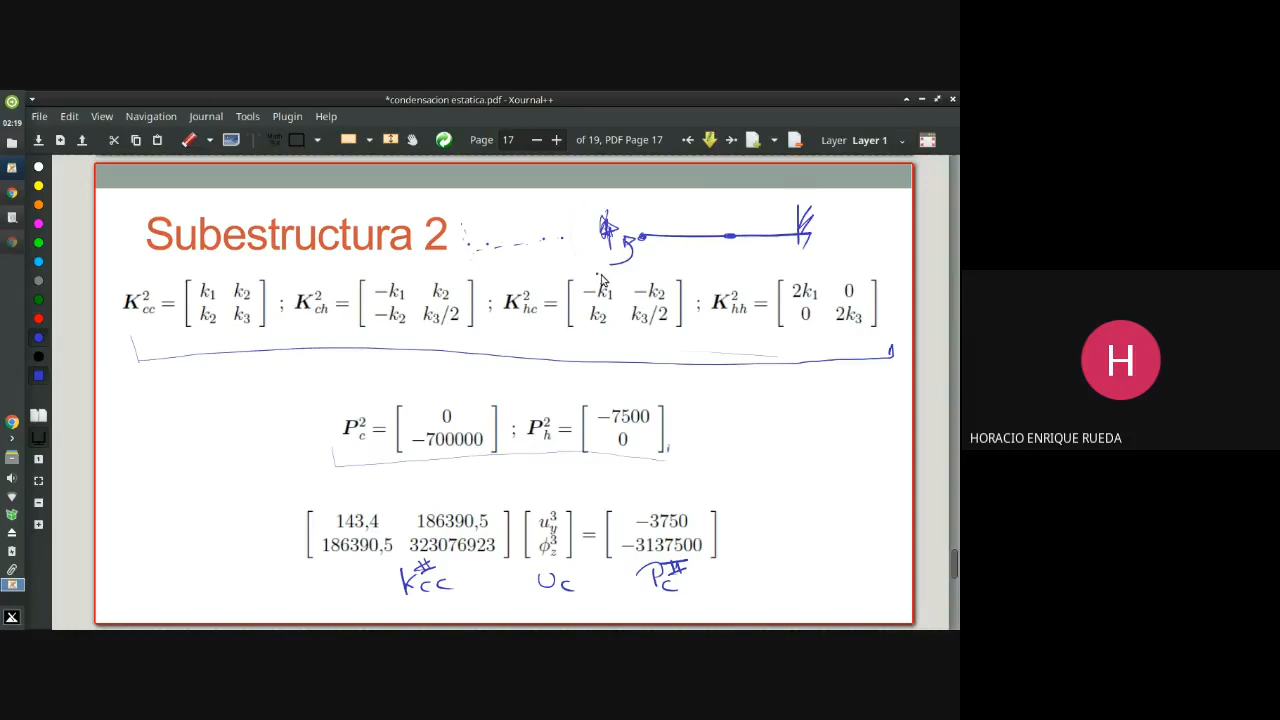 *condensacion estatica.pdf - Xournal++
File Edit View Navigation Journal Tools Plugin Help
02:19
Page 17 of 19, PDF Page 17 Layer Layer 1
Subestructura 2
K²cc = [ k₁ k₂ ; k₂ k₃ ] ; K²ch = [ −k₁ k₂ ; −k₂ k₃/2 ] ; K²hc = [ −k₁ −k₂ ; k₂ k₃/2 ] ; K²hh = [ 2k₁ 0 ; 0 2k₃ ]
P²c = [ 0 ; −700000 ] ; P²h = [ −7500 ; 0 ]
[ 143,4 186390,5 ; 186390,5 323076923 ] [ u³y ; ϕ³z ] = [ −3750 ; −3137500 ]
Kcc Uc Pc
H
HORACIO ENRIQUE RUEDA